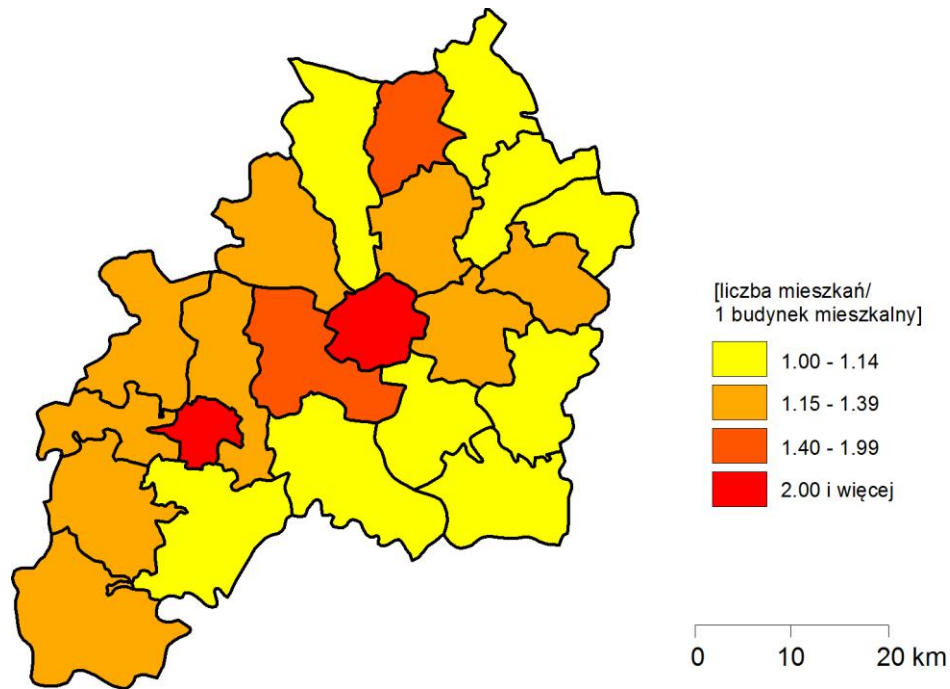 [liczba mieszkań/
1 budynek mieszkalny]
1.00 - 1.14
1.15 - 1.39
1.40 - 1.99
2.00 i więcej
0 10 20 km